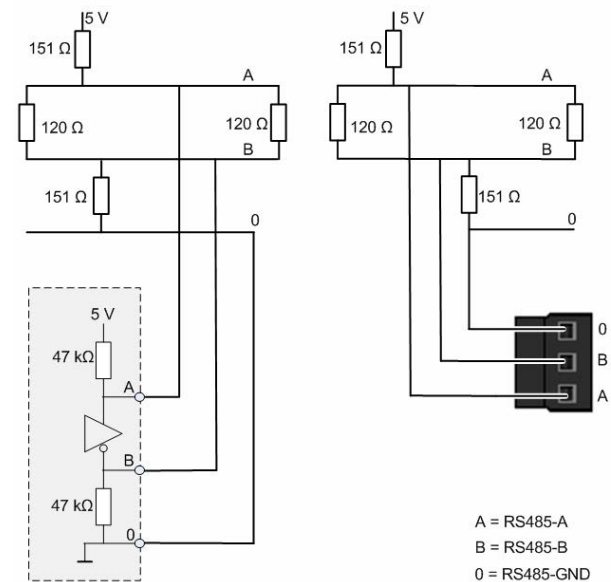 5 V
151 Ω
A
120 Ω
120 Ω
B
151 Ω
0
5 V
47 kΩ
A
B
47 kΩ
0
5 V
151 Ω
A
120 Ω
120 Ω
B
151 Ω
0
0
B
A
A = RS485-A
B = RS485-B
0 = RS485-GND